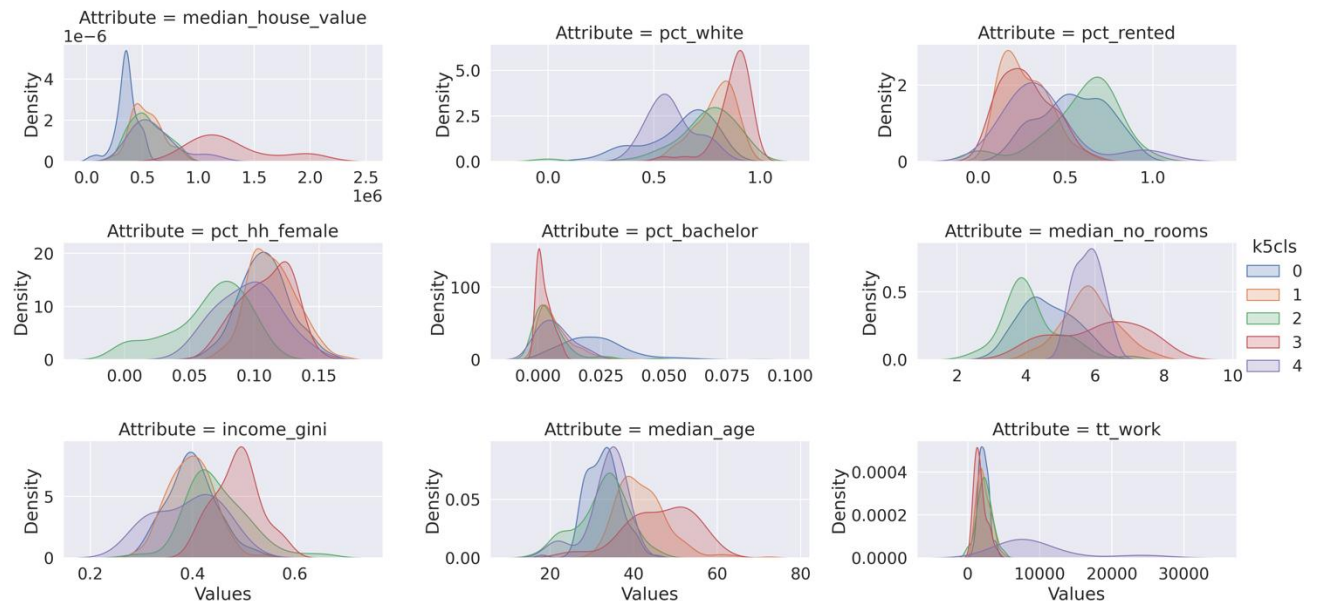 Attribute = median_house_value
1e−6
Density
4
2
0
0.0 0.5 1.0 1.5 2.0 2.5
1e6
Attribute = pct_white
Density
5.0
2.5
0.0
0.0 0.5 1.0
Attribute = pct_rented
Density
2
0
0.0 0.5 1.0
Attribute = pct_hh_female
Density
20
10
0
0.00 0.05 0.10 0.15
Attribute = pct_bachelor
Density
100
0
0.000 0.025 0.050 0.075 0.100
Attribute = median_no_rooms
Density
0.5
0.0
2 4 6 8 10
k5cls
0
1
2
3
4
Attribute = income_gini
Density
5
0
0.2 0.4 0.6
Values
Attribute = median_age
Density
0.05
0.00
20 40 60 80
Values
Attribute = tt_work
Density
0.0004
0.0002
0.0000
0 10000 20000 30000
Values